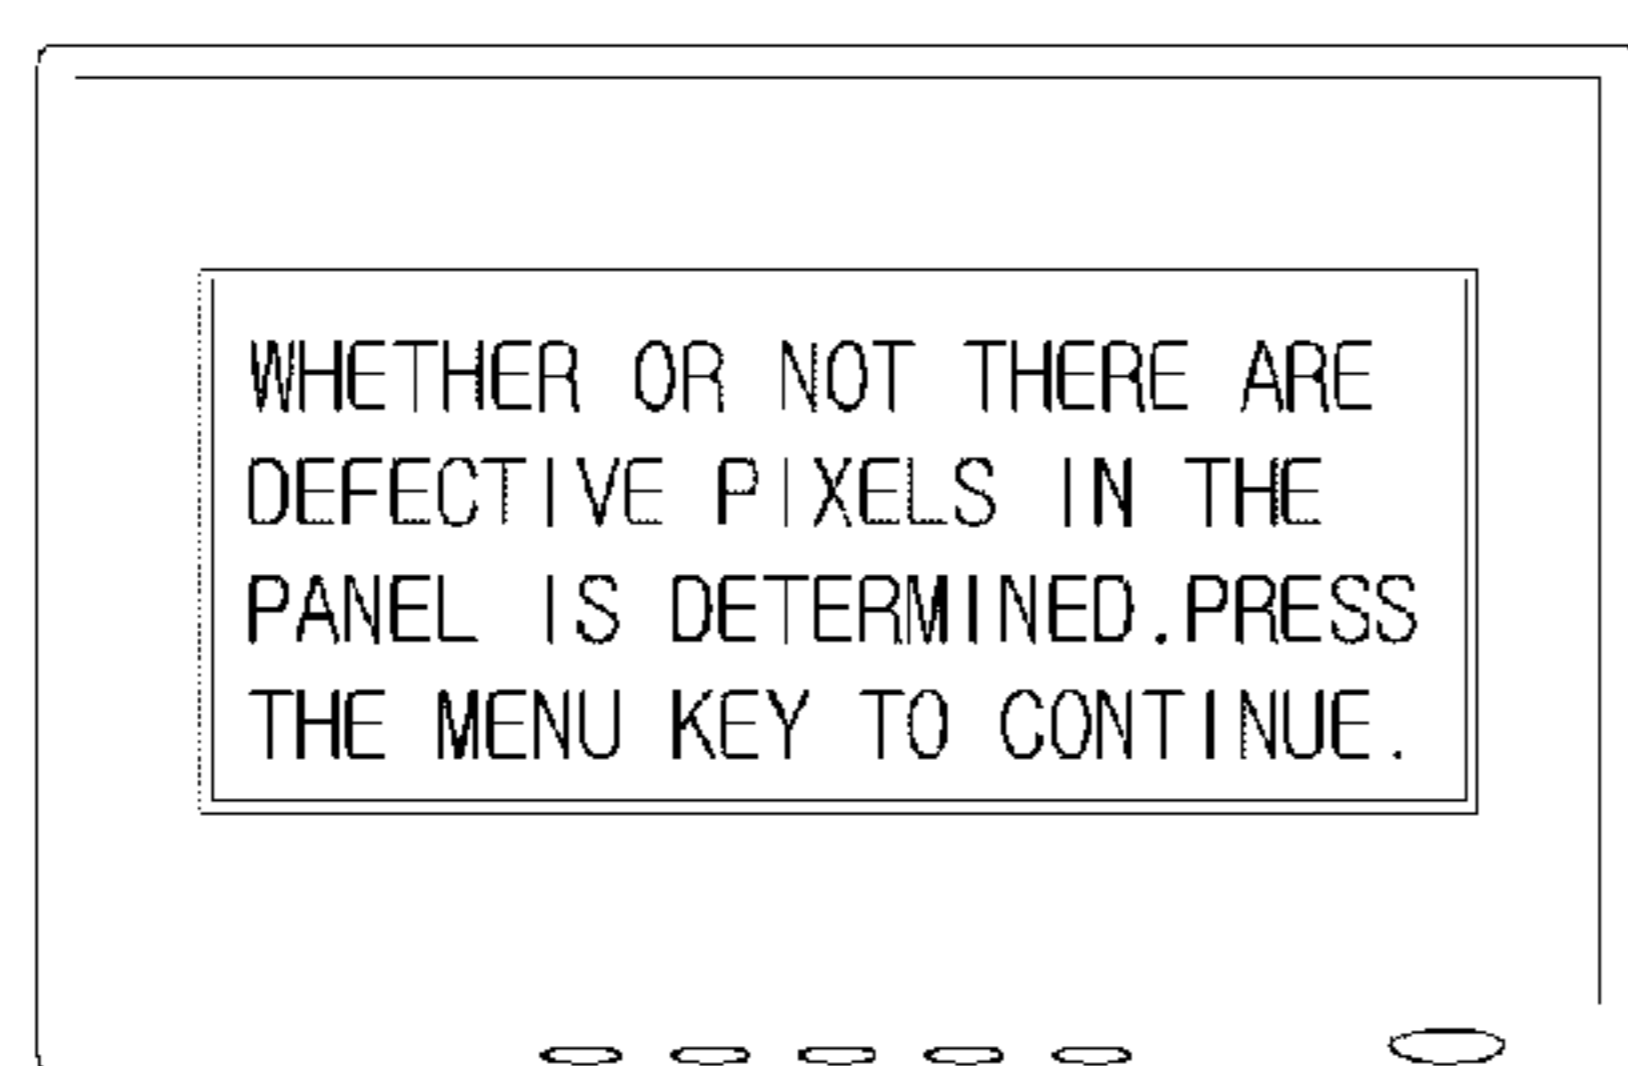 WHETHER OR NOT THERE ARE
DEFECTIVE PIXELS IN THE
PANEL IS DETERMINED.PRESS
THE MENU KEY TO CONTINUE.